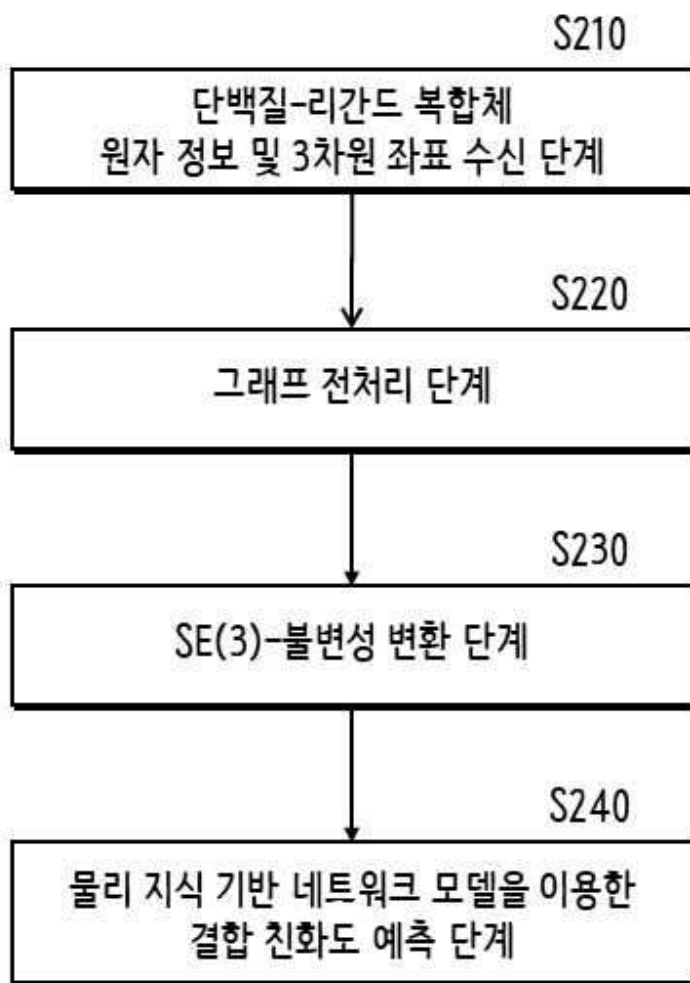 S210
단백질-리간드 복합체
원자 정보 및 3차원 좌표 수신 단계
S220
그래프 전처리 단계
S230
SE(3)-불변성 변환 단계
S240
물리 지식 기반 네트워크 모델을 이용한
결합 친화도 예측 단계